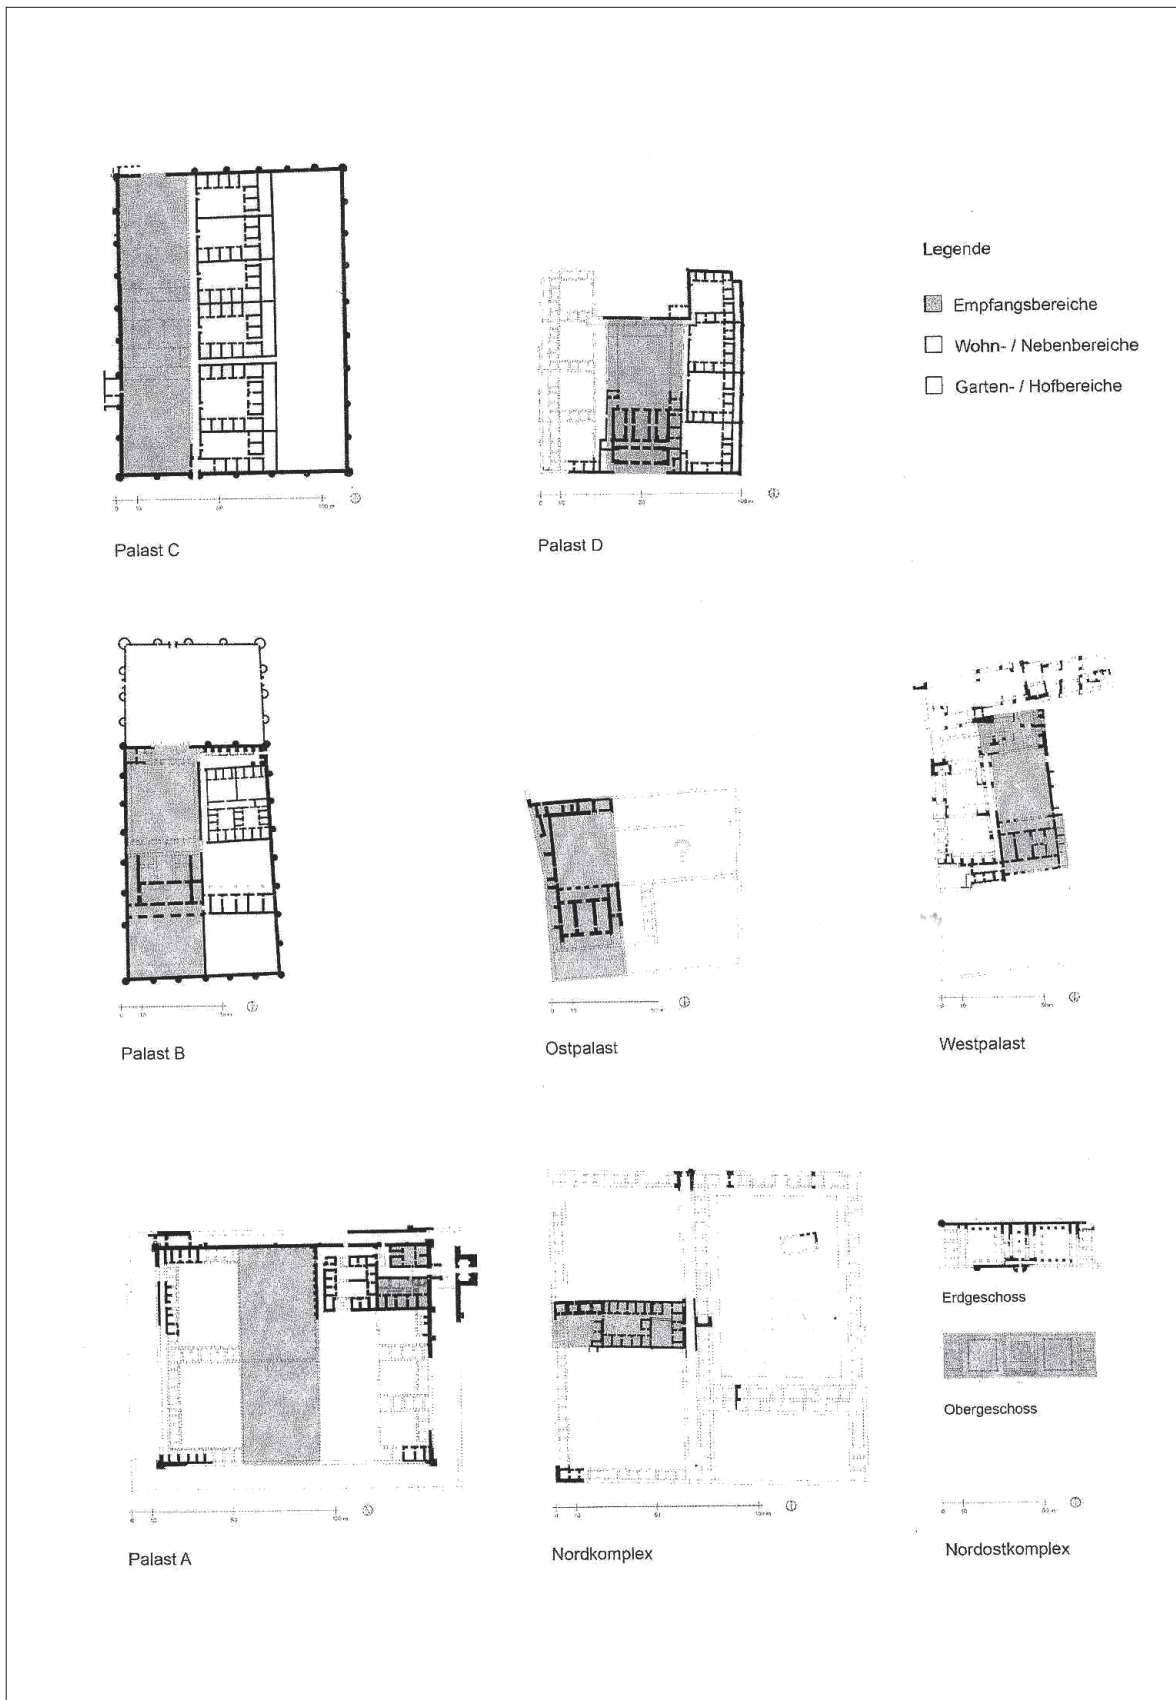 Legende
Empfangsbereiche
Wohn- / Nebenbereiche
Garten- / Hofbereiche
Palast C
Palast D
?
Palast B
Ostpalast
Westpalast
Erdgeschoss
Obergeschoss
Palast A
Nordkomplex
Nordostkomplex